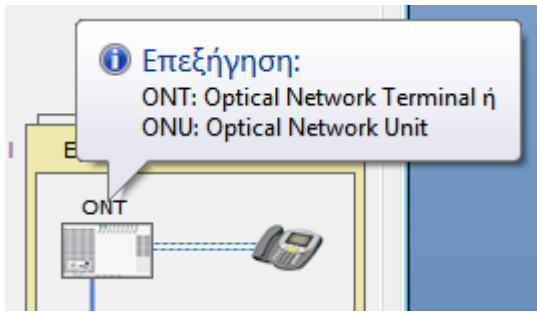 Επεξήγηση:
ONT: Optical Network Terminal ή
ONU: Optical Network Unit
ONT